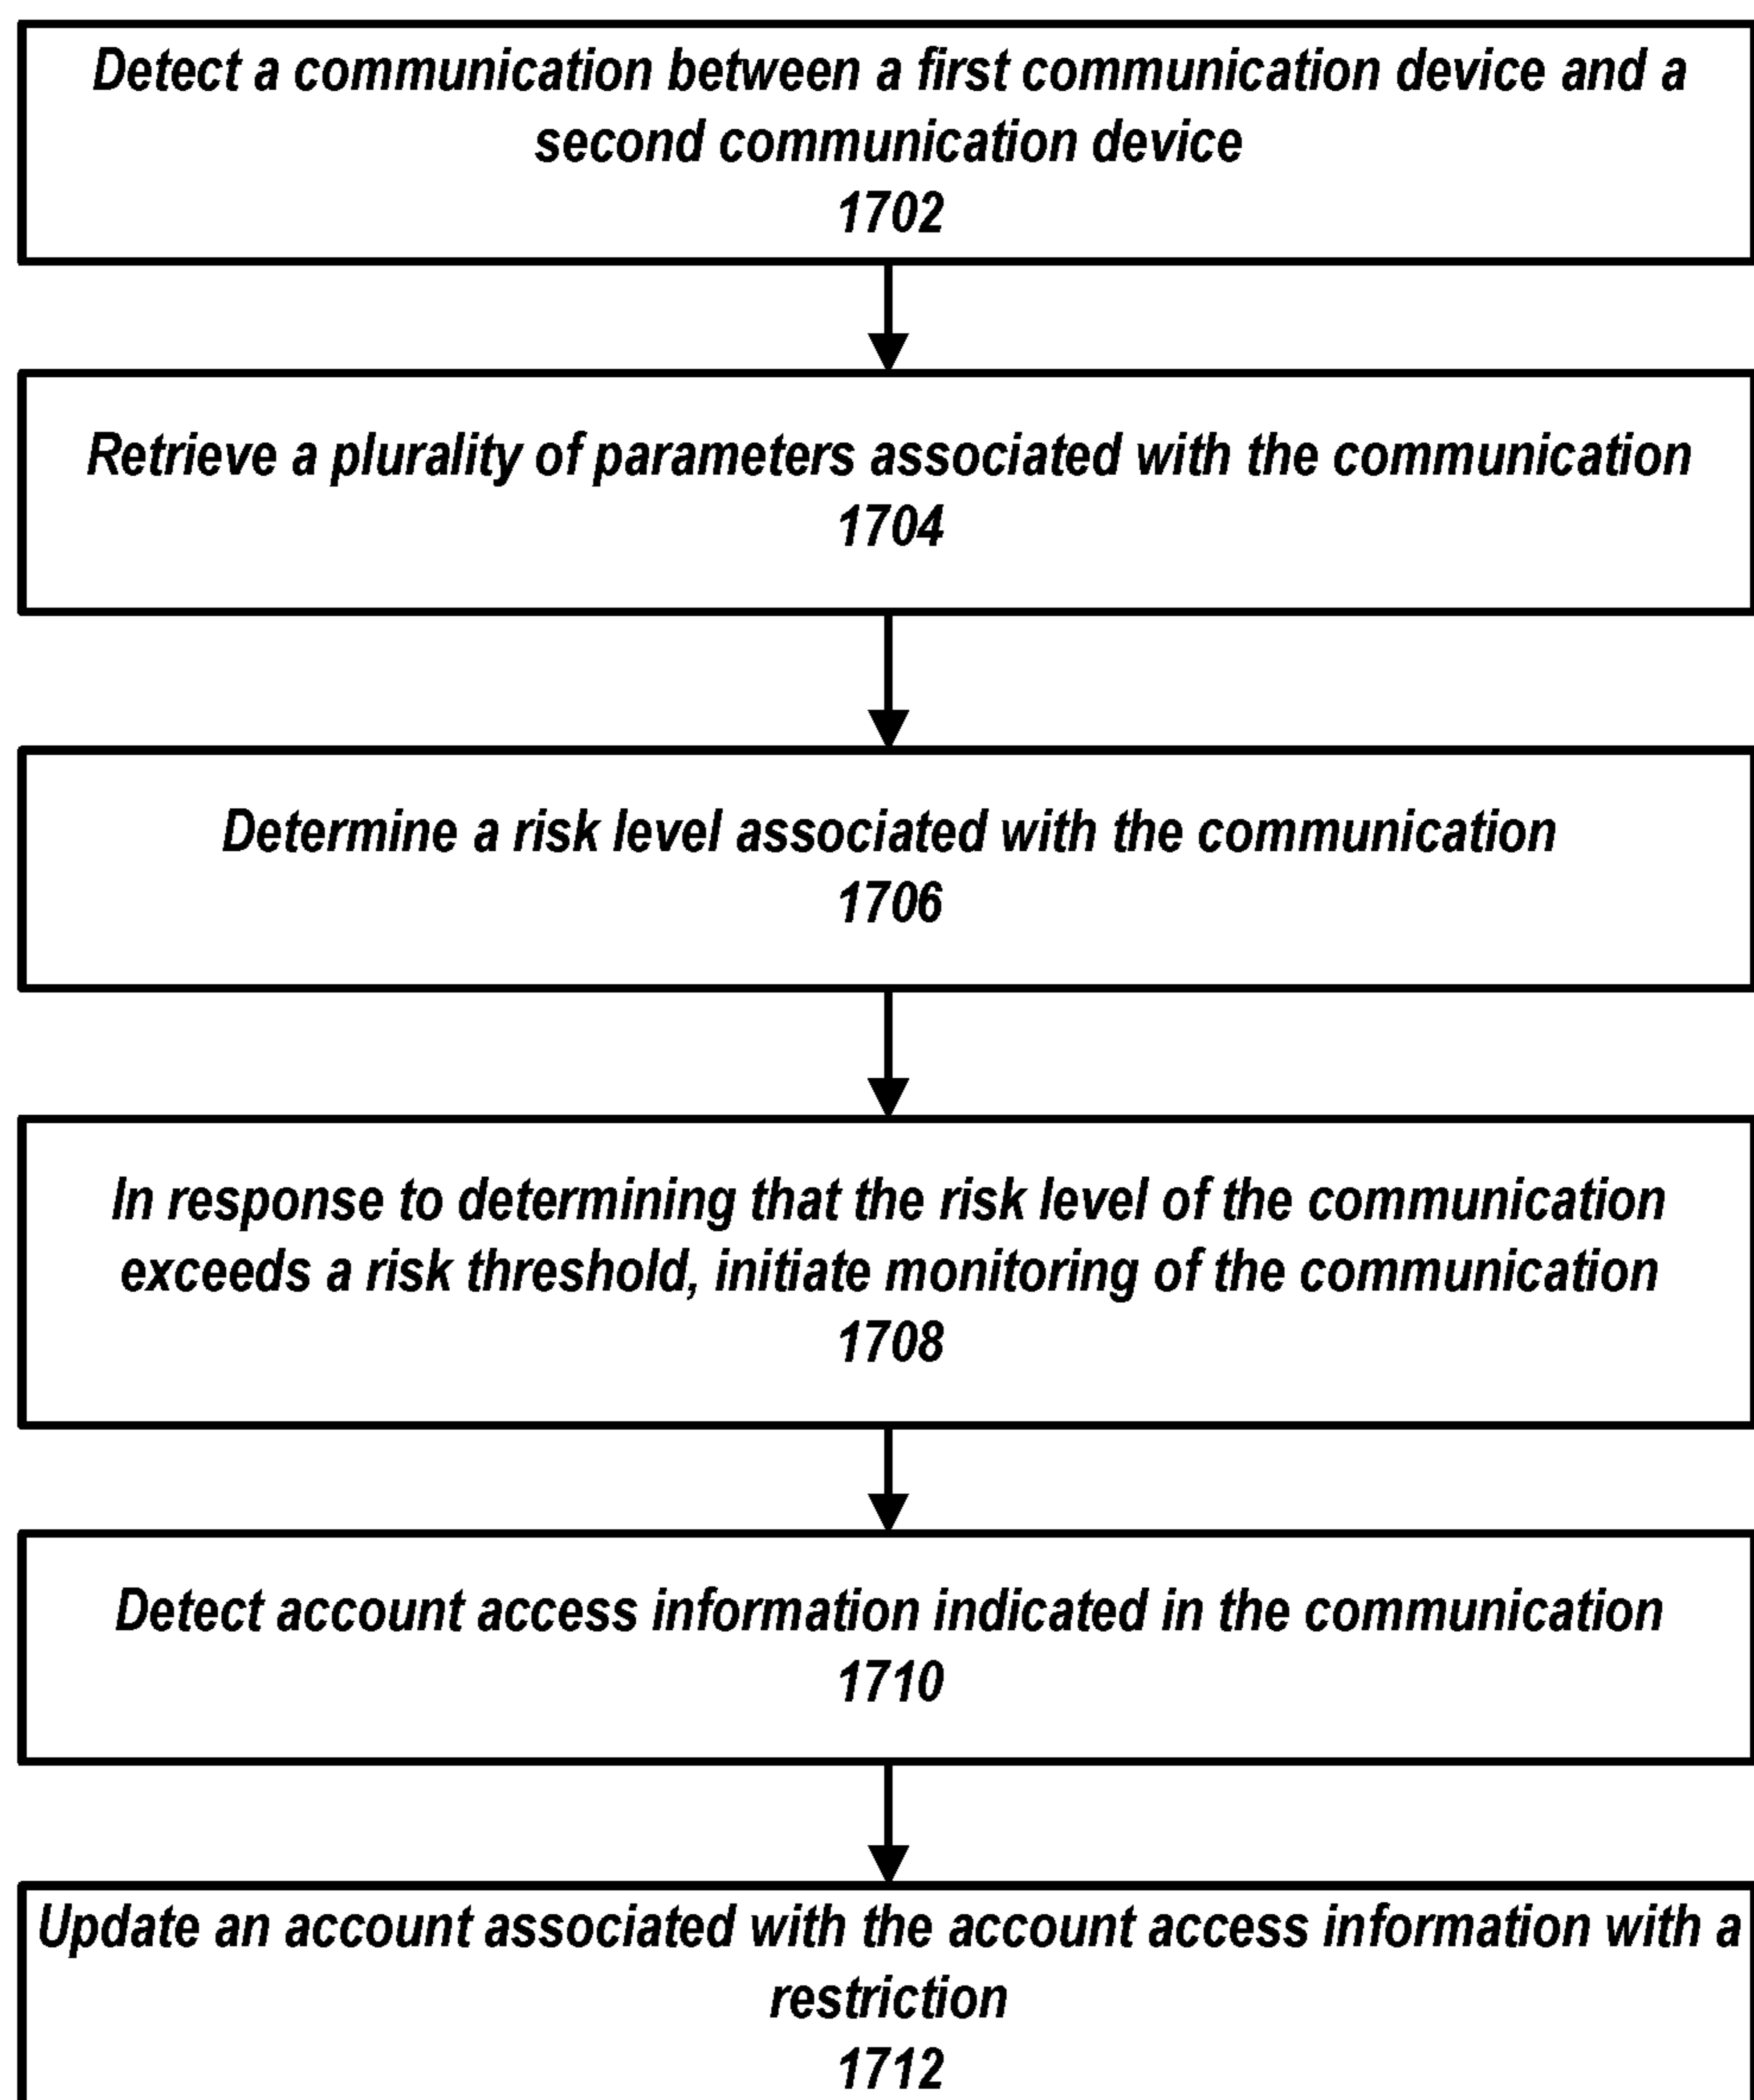 Detect a communication between a first communication device and a
second communication device
1702
Retrieve a plurality of parameters associated with the communication
1704
Determine a risk level associated with the communication
1706
In response to determining that the risk level of the communication
exceeds a risk threshold, initiate monitoring of the communication
1708
Detect account access information indicated in the communication
1710
Update an account associated with the account access information with a
restriction
1712